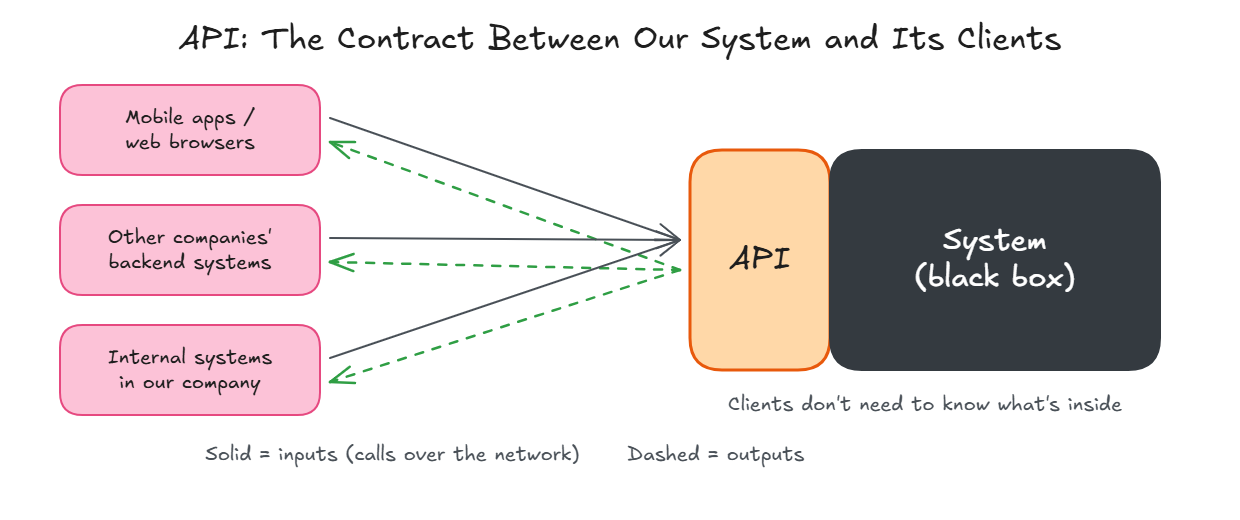 API: The Contract Between Our System and Its Clients
Mobile apps /
web browsers
Other companies'
backend systems
Internal systems
in our company
API
System
(black box)
Clients don't need to know what's inside
Solid = inputs (calls over the network)
Dashed = outputs